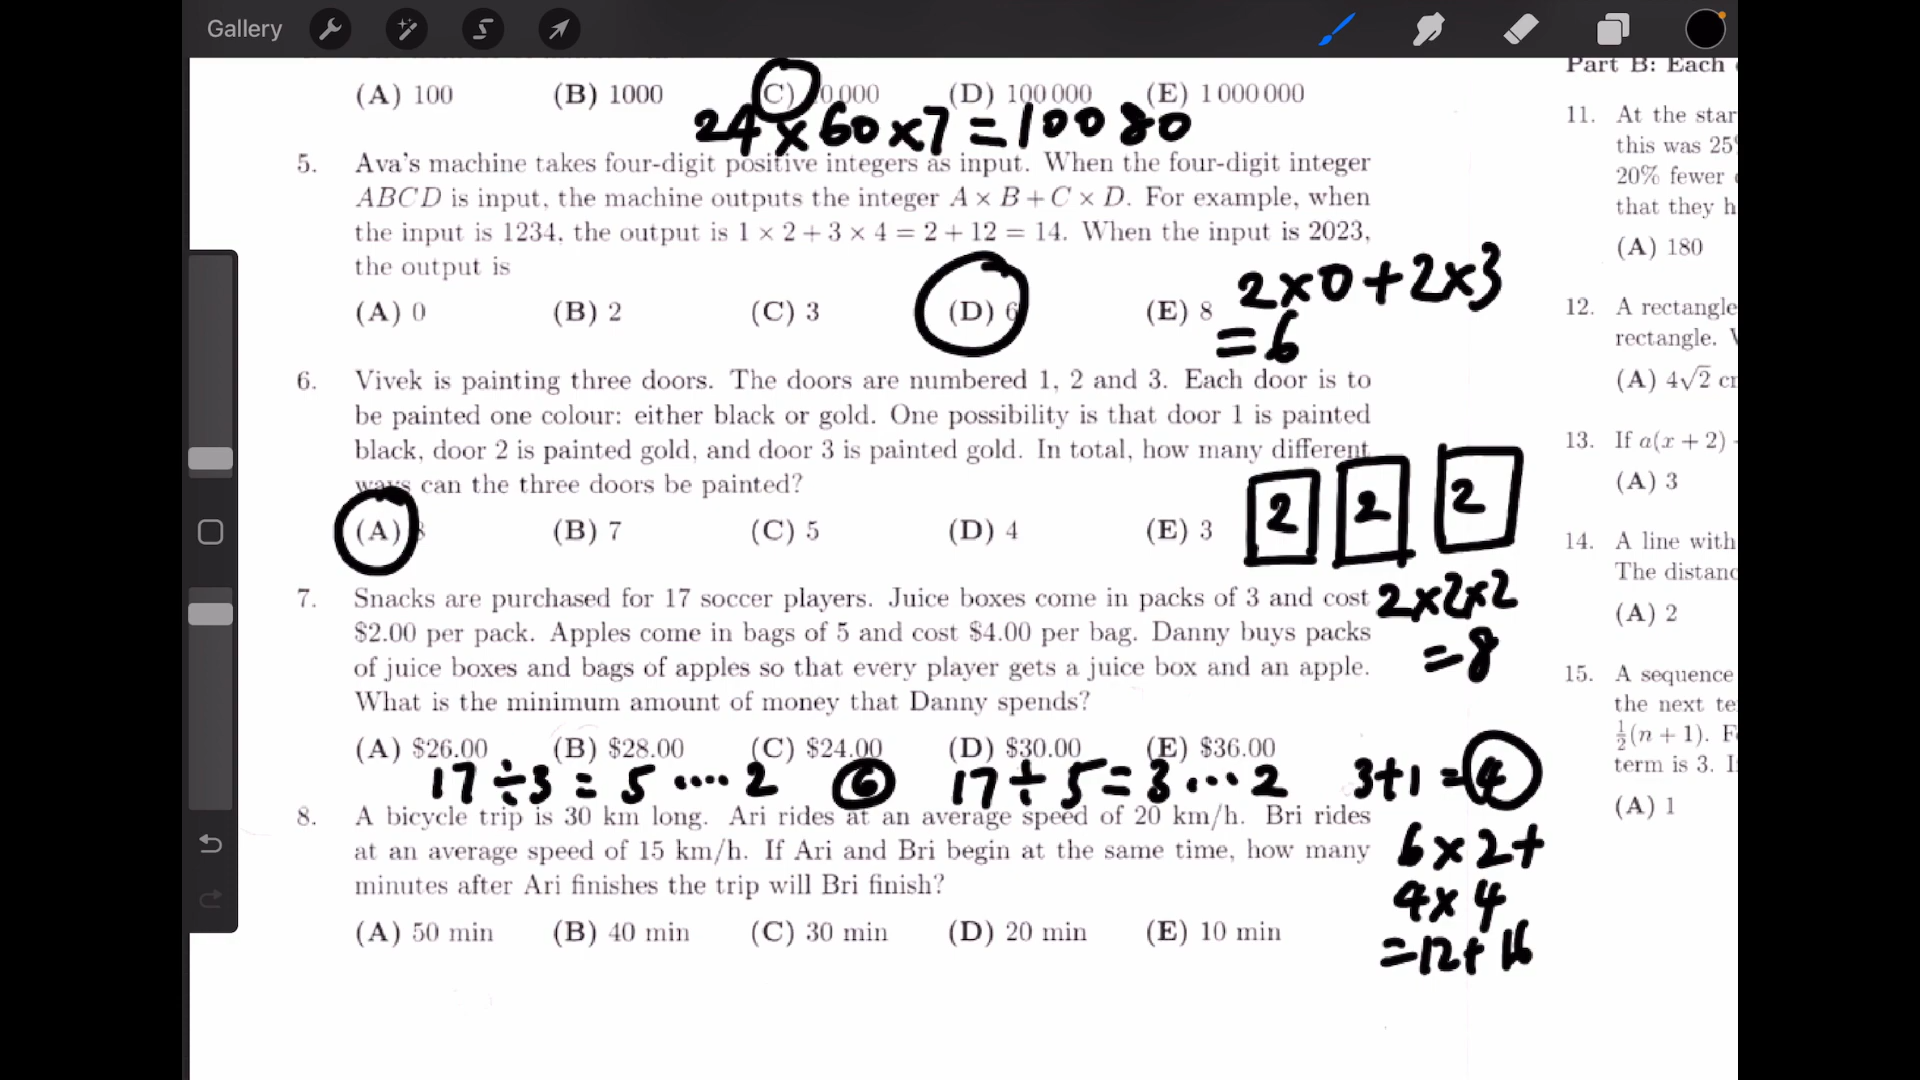 Gallery
(A) 100 (B) 1000 C) 0 000 (D) 100 000 (E) 1 000 000
24 × 60 × 7 = 10080
5. Ava's machine takes four-digit positive integers as input. When the four-digit integer
ABCD is input, the machine outputs the integer A × B + C × D. For example, when
the input is 1234, the output is 1 × 2 + 3 × 4 = 2 + 12 = 14. When the input is 2023,
the output is
(A) 0 (B) 2 (C) 3 (D) 6 (E) 8
2×0+2×3
=6
6. Vivek is painting three doors. The doors are numbered 1, 2 and 3. Each door is to
be painted one colour: either black or gold. One possibility is that door 1 is painted
black, door 2 is painted gold, and door 3 is painted gold. In total, how many different
ways can the three doors be painted?
(A) 8 (B) 7 (C) 5 (D) 4 (E) 3
2 2 2
2×2×2
=8
7. Snacks are purchased for 17 soccer players. Juice boxes come in packs of 3 and cost
$2.00 per pack. Apples come in bags of 5 and cost $4.00 per bag. Danny buys packs
of juice boxes and bags of apples so that every player gets a juice box and an apple.
What is the minimum amount of money that Danny spends?
(A) $26.00 (B) $28.00 (C) $24.00 (D) $30.00 (E) $36.00
17÷3 = 5 .... 2 6 17÷5=3...2 3+1=4
6×2+
4×4
=12+16
8. A bicycle trip is 30 km long. Ari rides at an average speed of 20 km/h. Bri rides
at an average speed of 15 km/h. If Ari and Bri begin at the same time, how many
minutes after Ari finishes the trip will Bri finish?
(A) 50 min (B) 40 min (C) 30 min (D) 20 min (E) 10 min
Part B: Each
11. At the star
this was 25
20% fewer
that they h
(A) 180
12. A rectangle
rectangle.
(A) 4√2 cr
13. If a(x + 2)
(A) 3
14. A line with
The distanc
(A) 2
15. A sequence
the next te
½(n + 1). F
term is 3. I
(A) 1